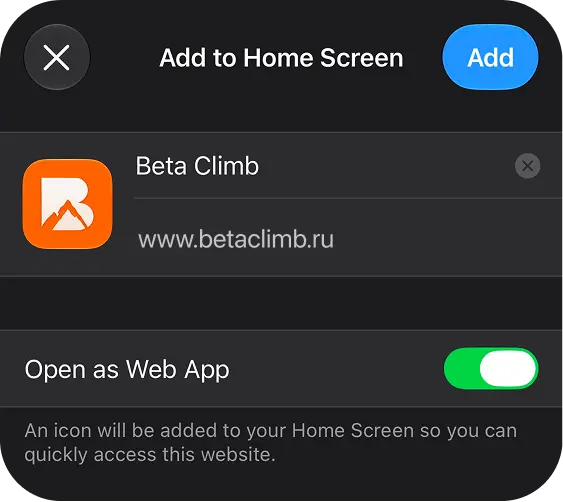 Add to Home Screen
Add
Beta Climb
www.betaclimb.ru
Open as Web App
An icon will be added to your Home Screen so you can
quickly access this website.